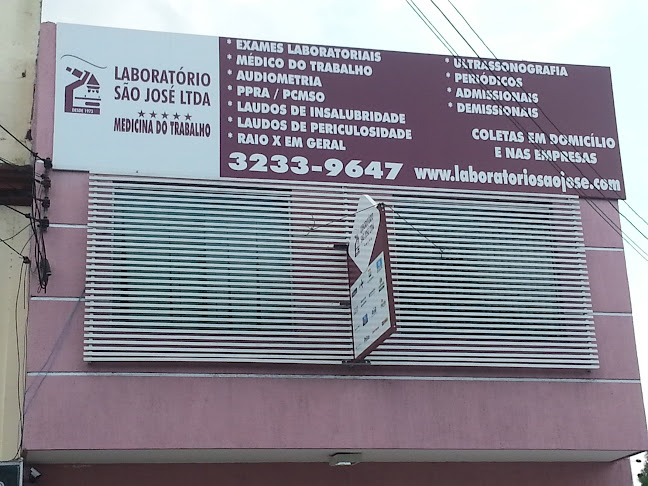 LABORATÓRIO
SÃO JOSÉ LTDA
MEDICINA DO TRABALHO
DESDE 1973
* EXAMES LABORATORIAIS
* MÉDICO DO TRABALHO
* AUDIOMETRIA
* PPRA / PCMSO
* LAUDOS DE INSALUBRIDADE
* LAUDOS DE PERICULOSIDADE
* RAIO X EM GERAL
* ULTRASSONOGRAFIA
* PERIÓDICOS
* ADMISSIONAIS
* DEMISSIONAIS
COLETAS EM DOMICÍLIO
E NAS EMPRESAS
3233-9647 www.laboratoriosaojose.com